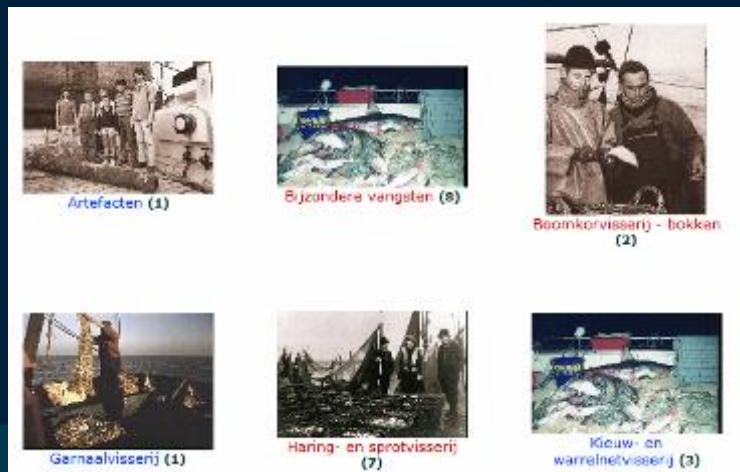 Artefacten (1)
Bijzondere vangsten (8)
Boomkorvisserij - bokken
(2)
Garnaalvisserij (1)
Haring- en sprotvisserij
(7)
Kieuw- en
warrelnetvisserij (3)